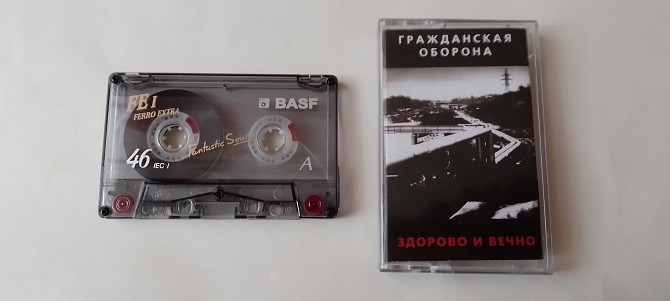 FE I
FERRO EXTRA
BASF
46 IEC I
Fantastic Sound
A
ГРАЖДАНСКАЯ
ОБОРОНА
ЗДОРОВО И ВЕЧНО